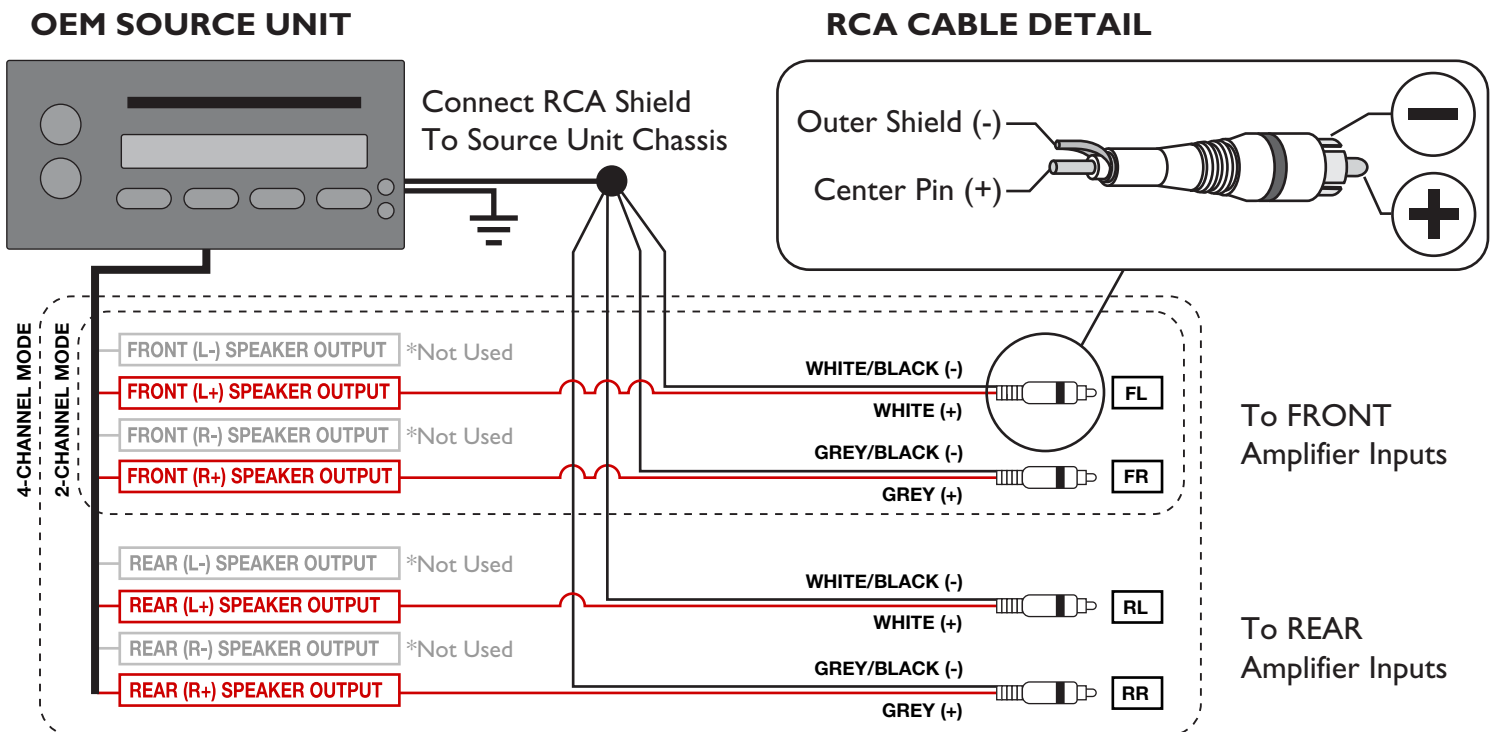 OEM SOURCE UNIT
RCA CABLE DETAIL
Connect RCA Shield
To Source Unit Chassis
Outer Shield (-)
Center Pin (+)
4-CHANNEL MODE
2-CHANNEL MODE
FRONT (L-) SPEAKER OUTPUT *Not Used
FRONT (L+) SPEAKER OUTPUT
WHITE/BLACK (-)
WHITE (+)
FL
FRONT (R-) SPEAKER OUTPUT *Not Used
FRONT (R+) SPEAKER OUTPUT
GREY/BLACK (-)
GREY (+)
FR
To FRONT
Amplifier Inputs
REAR (L-) SPEAKER OUTPUT *Not Used
REAR (L+) SPEAKER OUTPUT
WHITE/BLACK (-)
WHITE (+)
RL
REAR (R-) SPEAKER OUTPUT *Not Used
REAR (R+) SPEAKER OUTPUT
GREY/BLACK (-)
GREY (+)
RR
To REAR
Amplifier Inputs